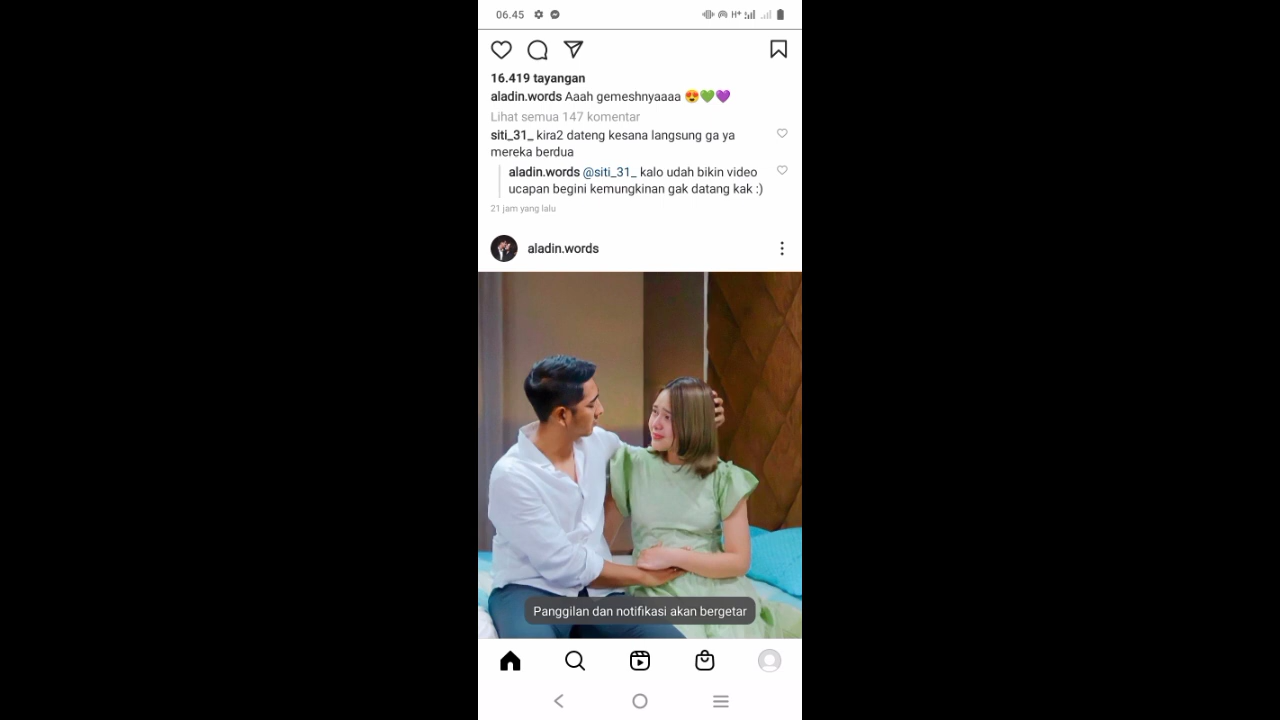 06.45 H+
16.419 tayangan
aladin.words Aaah gemeshnyaaaa 😍💚💜
Lihat semua 147 komentar
siti_31_ kira2 dateng kesana langsung ga ya
mereka berdua
aladin.words @siti_31_ kalo udah bikin video
ucapan begini kemungkinan gak datang kak :)
21 jam yang lalu
aladin.words
Panggilan dan notifikasi akan bergetar